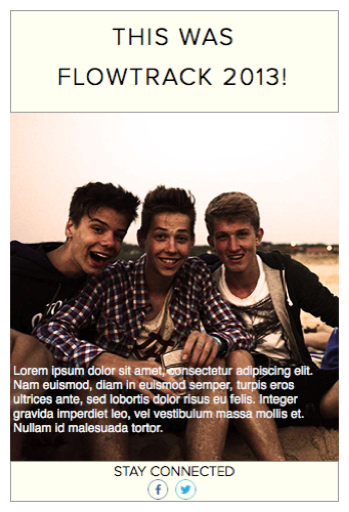 THIS WAS
FLOWTRACK 2013!
Lorem ipsum dolor sit amet, consectetur adipiscing elit.
Nam euismod, diam in euismod semper, turpis eros
ultrices ante, sed lobortis dolor risus eu felis. Integer
gravida imperdiet leo, vel vestibulum massa mollis et.
Nullam id malesuada tortor.
STAY CONNECTED